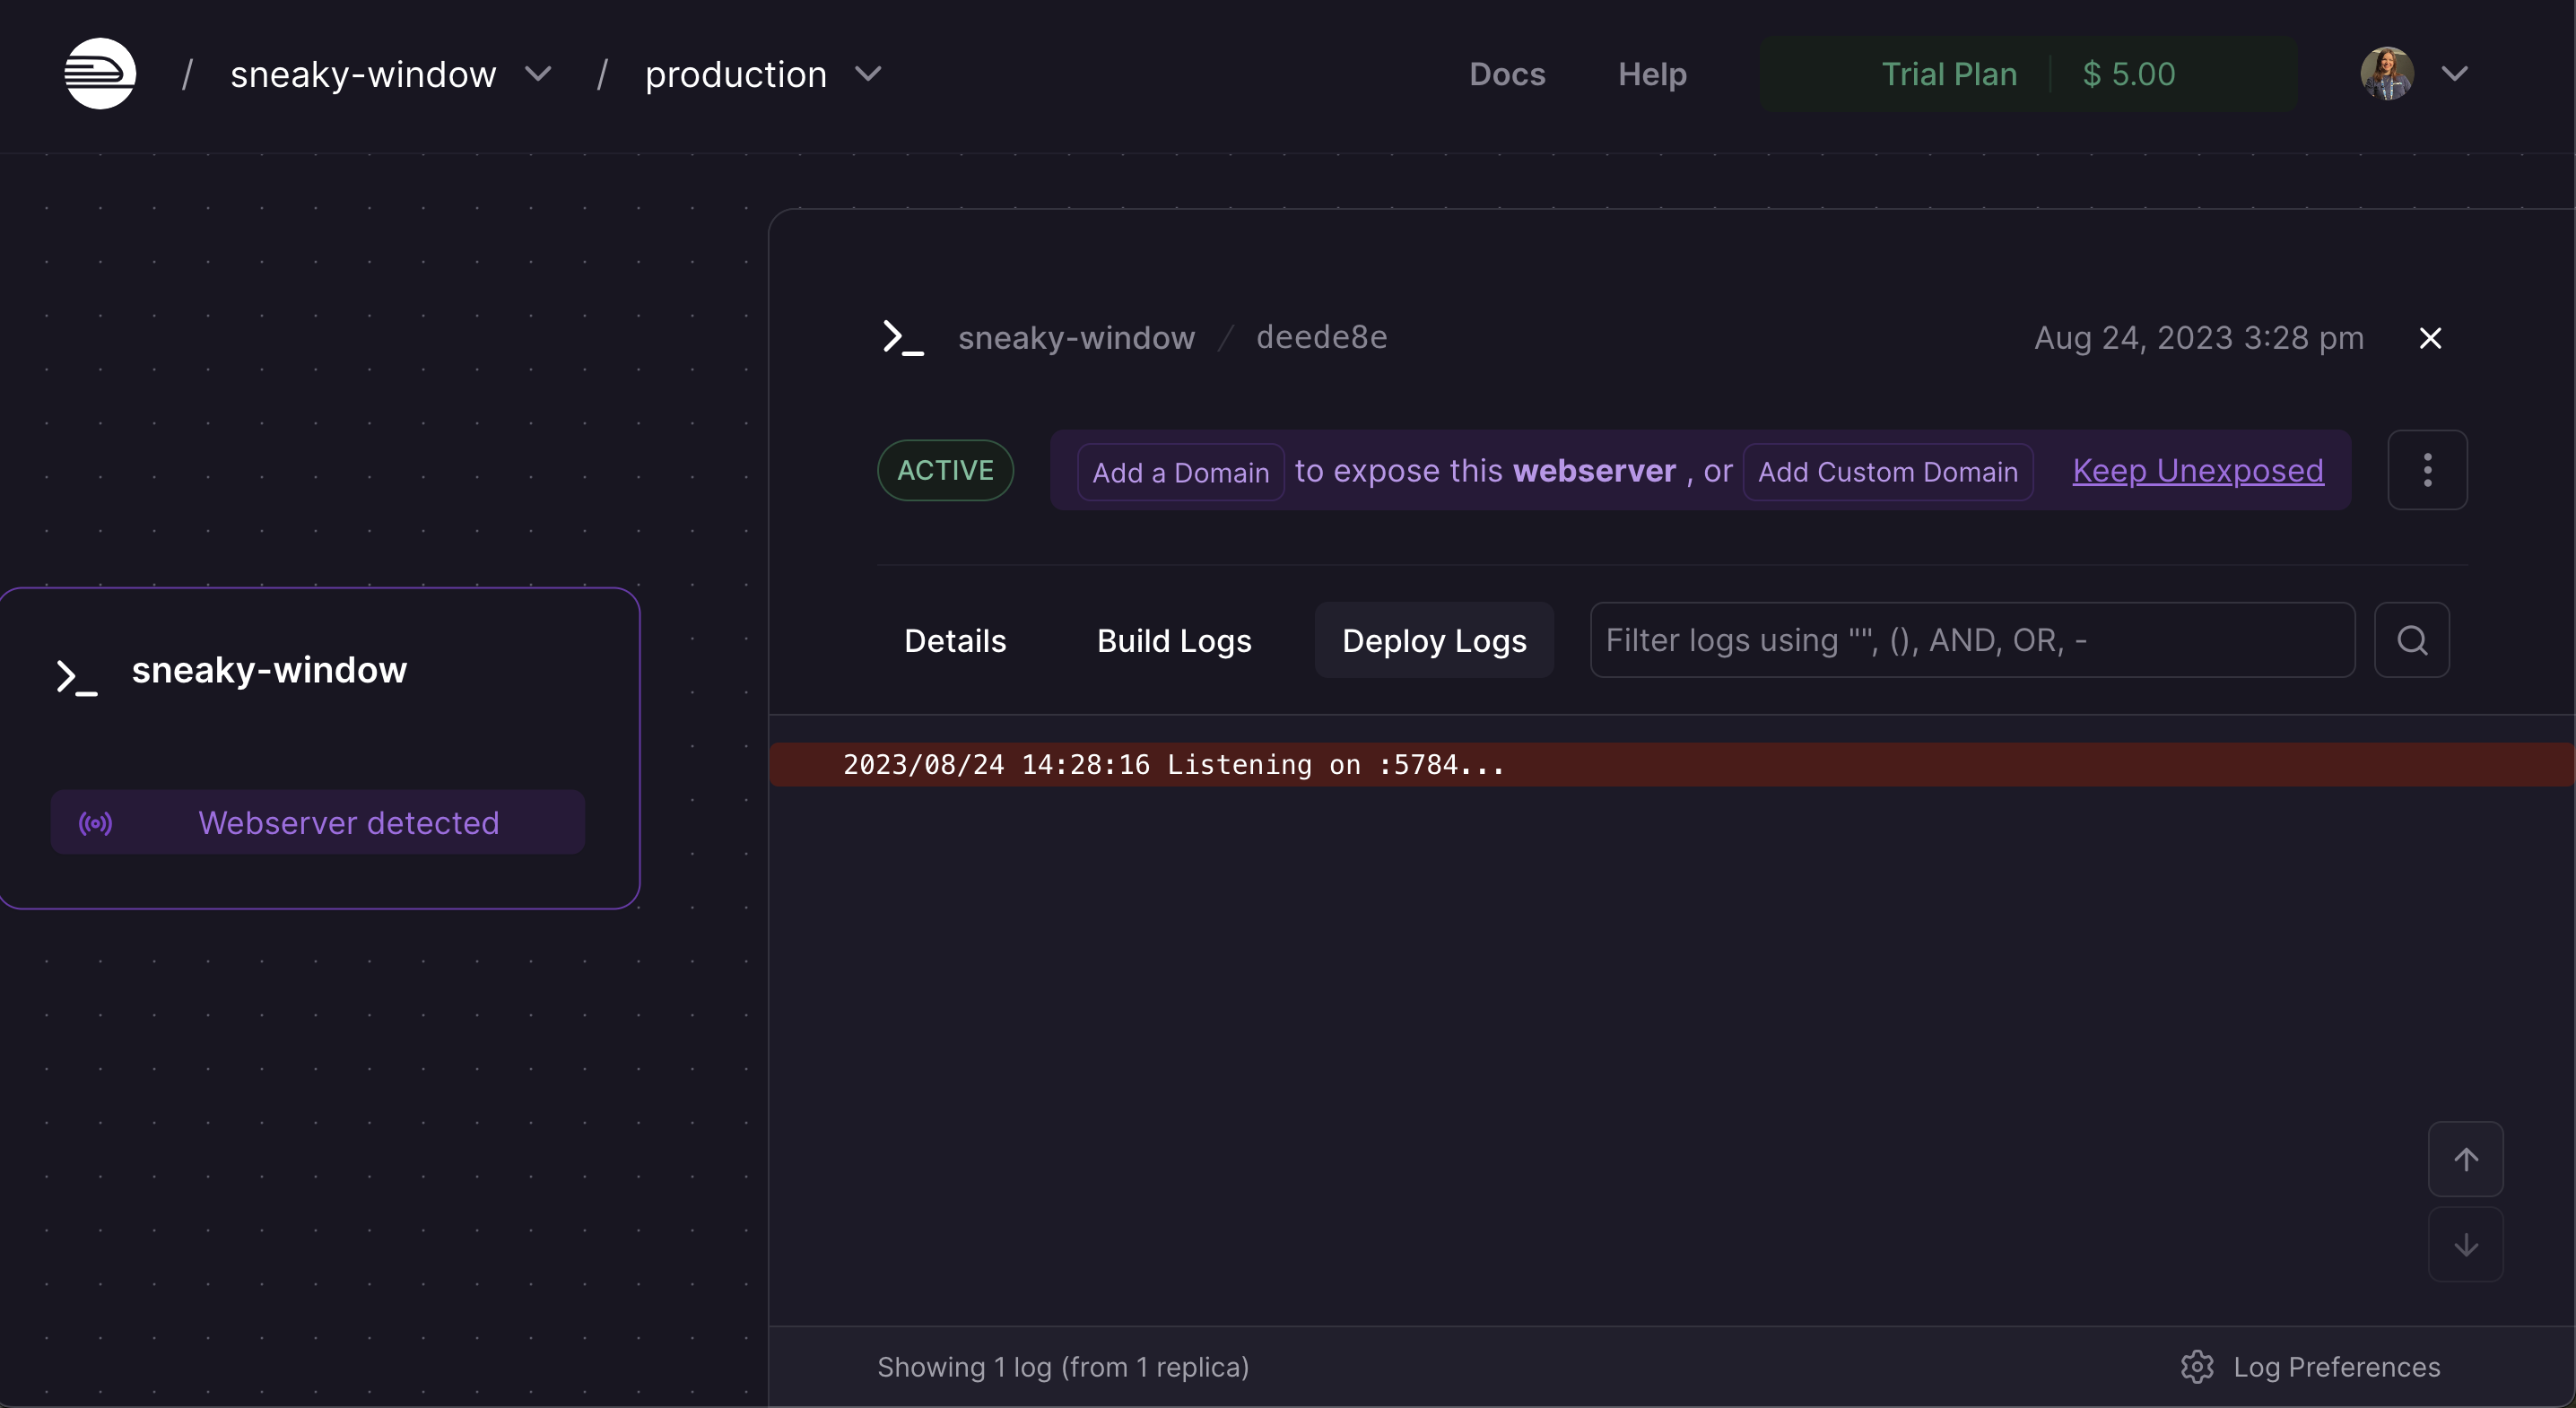 / sneaky-window / production Docs Help Trial Plan $ 5.00
sneaky-window / deede8e Aug 24, 2023 3:28 pm
ACTIVE Add a Domain to expose this webserver , or Add Custom Domain Keep Unexposed
Details Build Logs Deploy Logs Filter logs using "", (), AND, OR, -
sneaky-window
2023/08/24 14:28:16 Listening on :5784...
Webserver detected
Showing 1 log (from 1 replica) Log Preferences